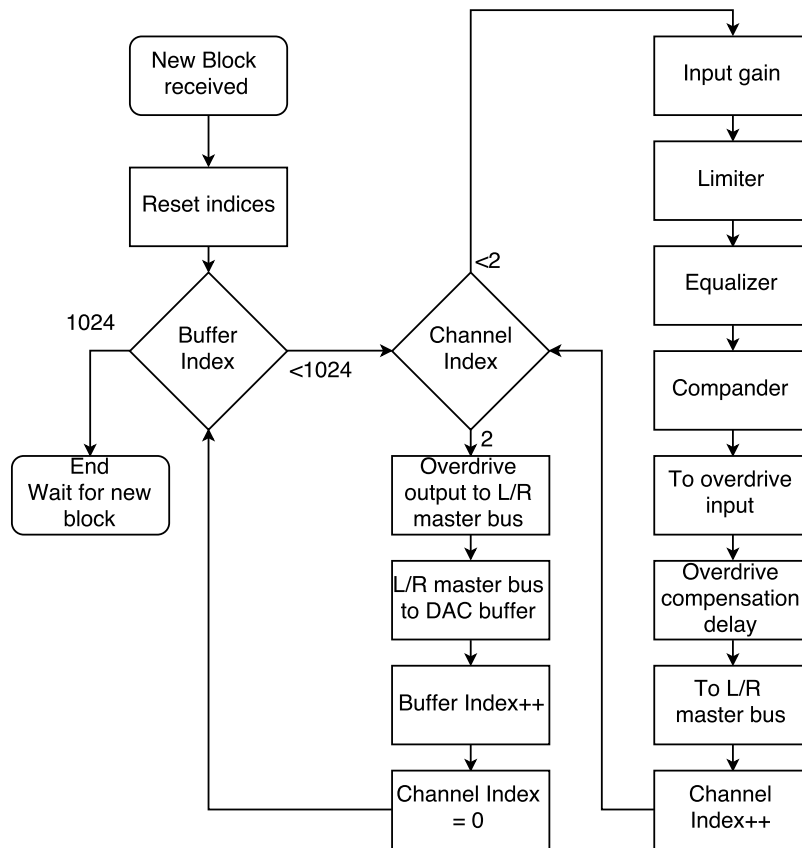 New Block
received
Reset indices
Buffer
Index
1024
<1024
End
Wait for new
block
Channel
Index
<2
2
Overdrive
output to L/R
master bus
L/R master bus
to DAC buffer
Buffer Index++
Channel Index
= 0
Input gain
Limiter
Equalizer
Compander
To overdrive
input
Overdrive
compensation
delay
To L/R
master bus
Channel
Index++